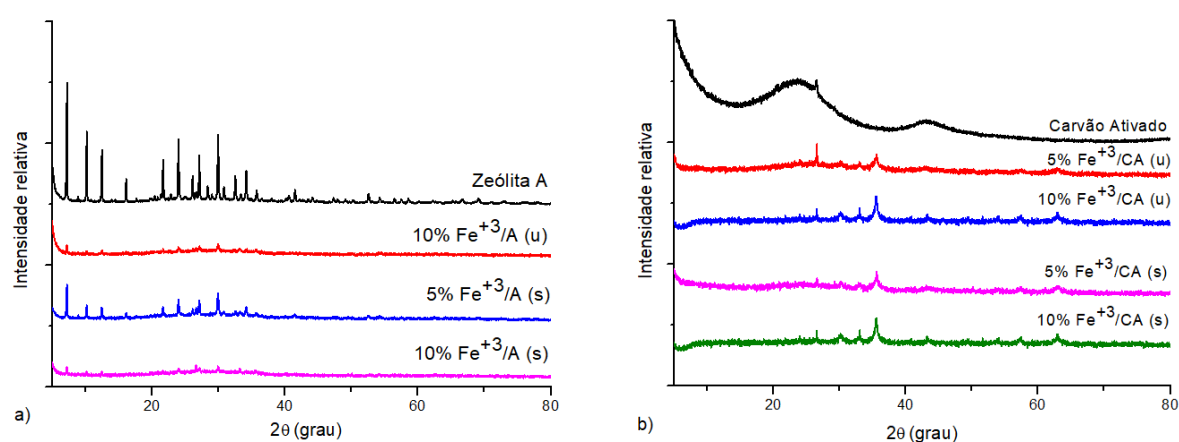 Intensidade relativa
Zeólita A
10% Fe+3/A (u)
5% Fe+3/A (s)
10% Fe+3/A (s)
20 40 60 80
2θ (grau)
a)
Intensidade relativa
Carvão Ativado
5% Fe+3/CA (u)
10% Fe+3/CA (u)
5% Fe+3/CA (s)
10% Fe+3/CA (s)
20 40 60 80
2θ (grau)
b)